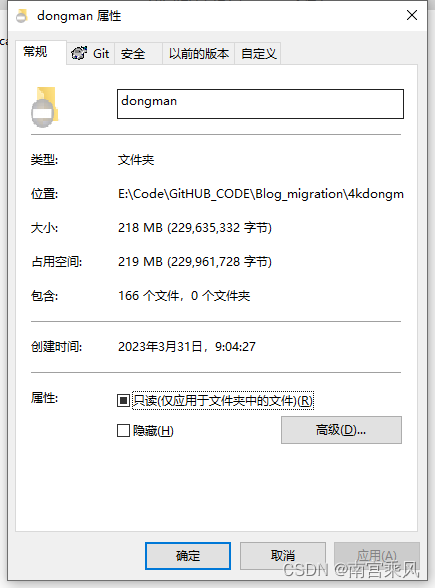 dongman 属性
ca
常规
Git
安全
以前的版本
自定义
dongman
类型:
文件夹
位置:
E:\Code\GitHUB_CODE\Blog_migration\4kdongm
大小:
218 MB (229,635,332 字节)
占用空间:
219 MB (229,961,728 字节)
包含:
166 个文件，0 个文件夹
创建时间:
2023年3月31日，9:04:27
属性:
只读(仅应用于文件夹中的文件)(R)
隐藏(H)
高级(D)...
确定
取消
应用(A)
CSDN @南宫乘风